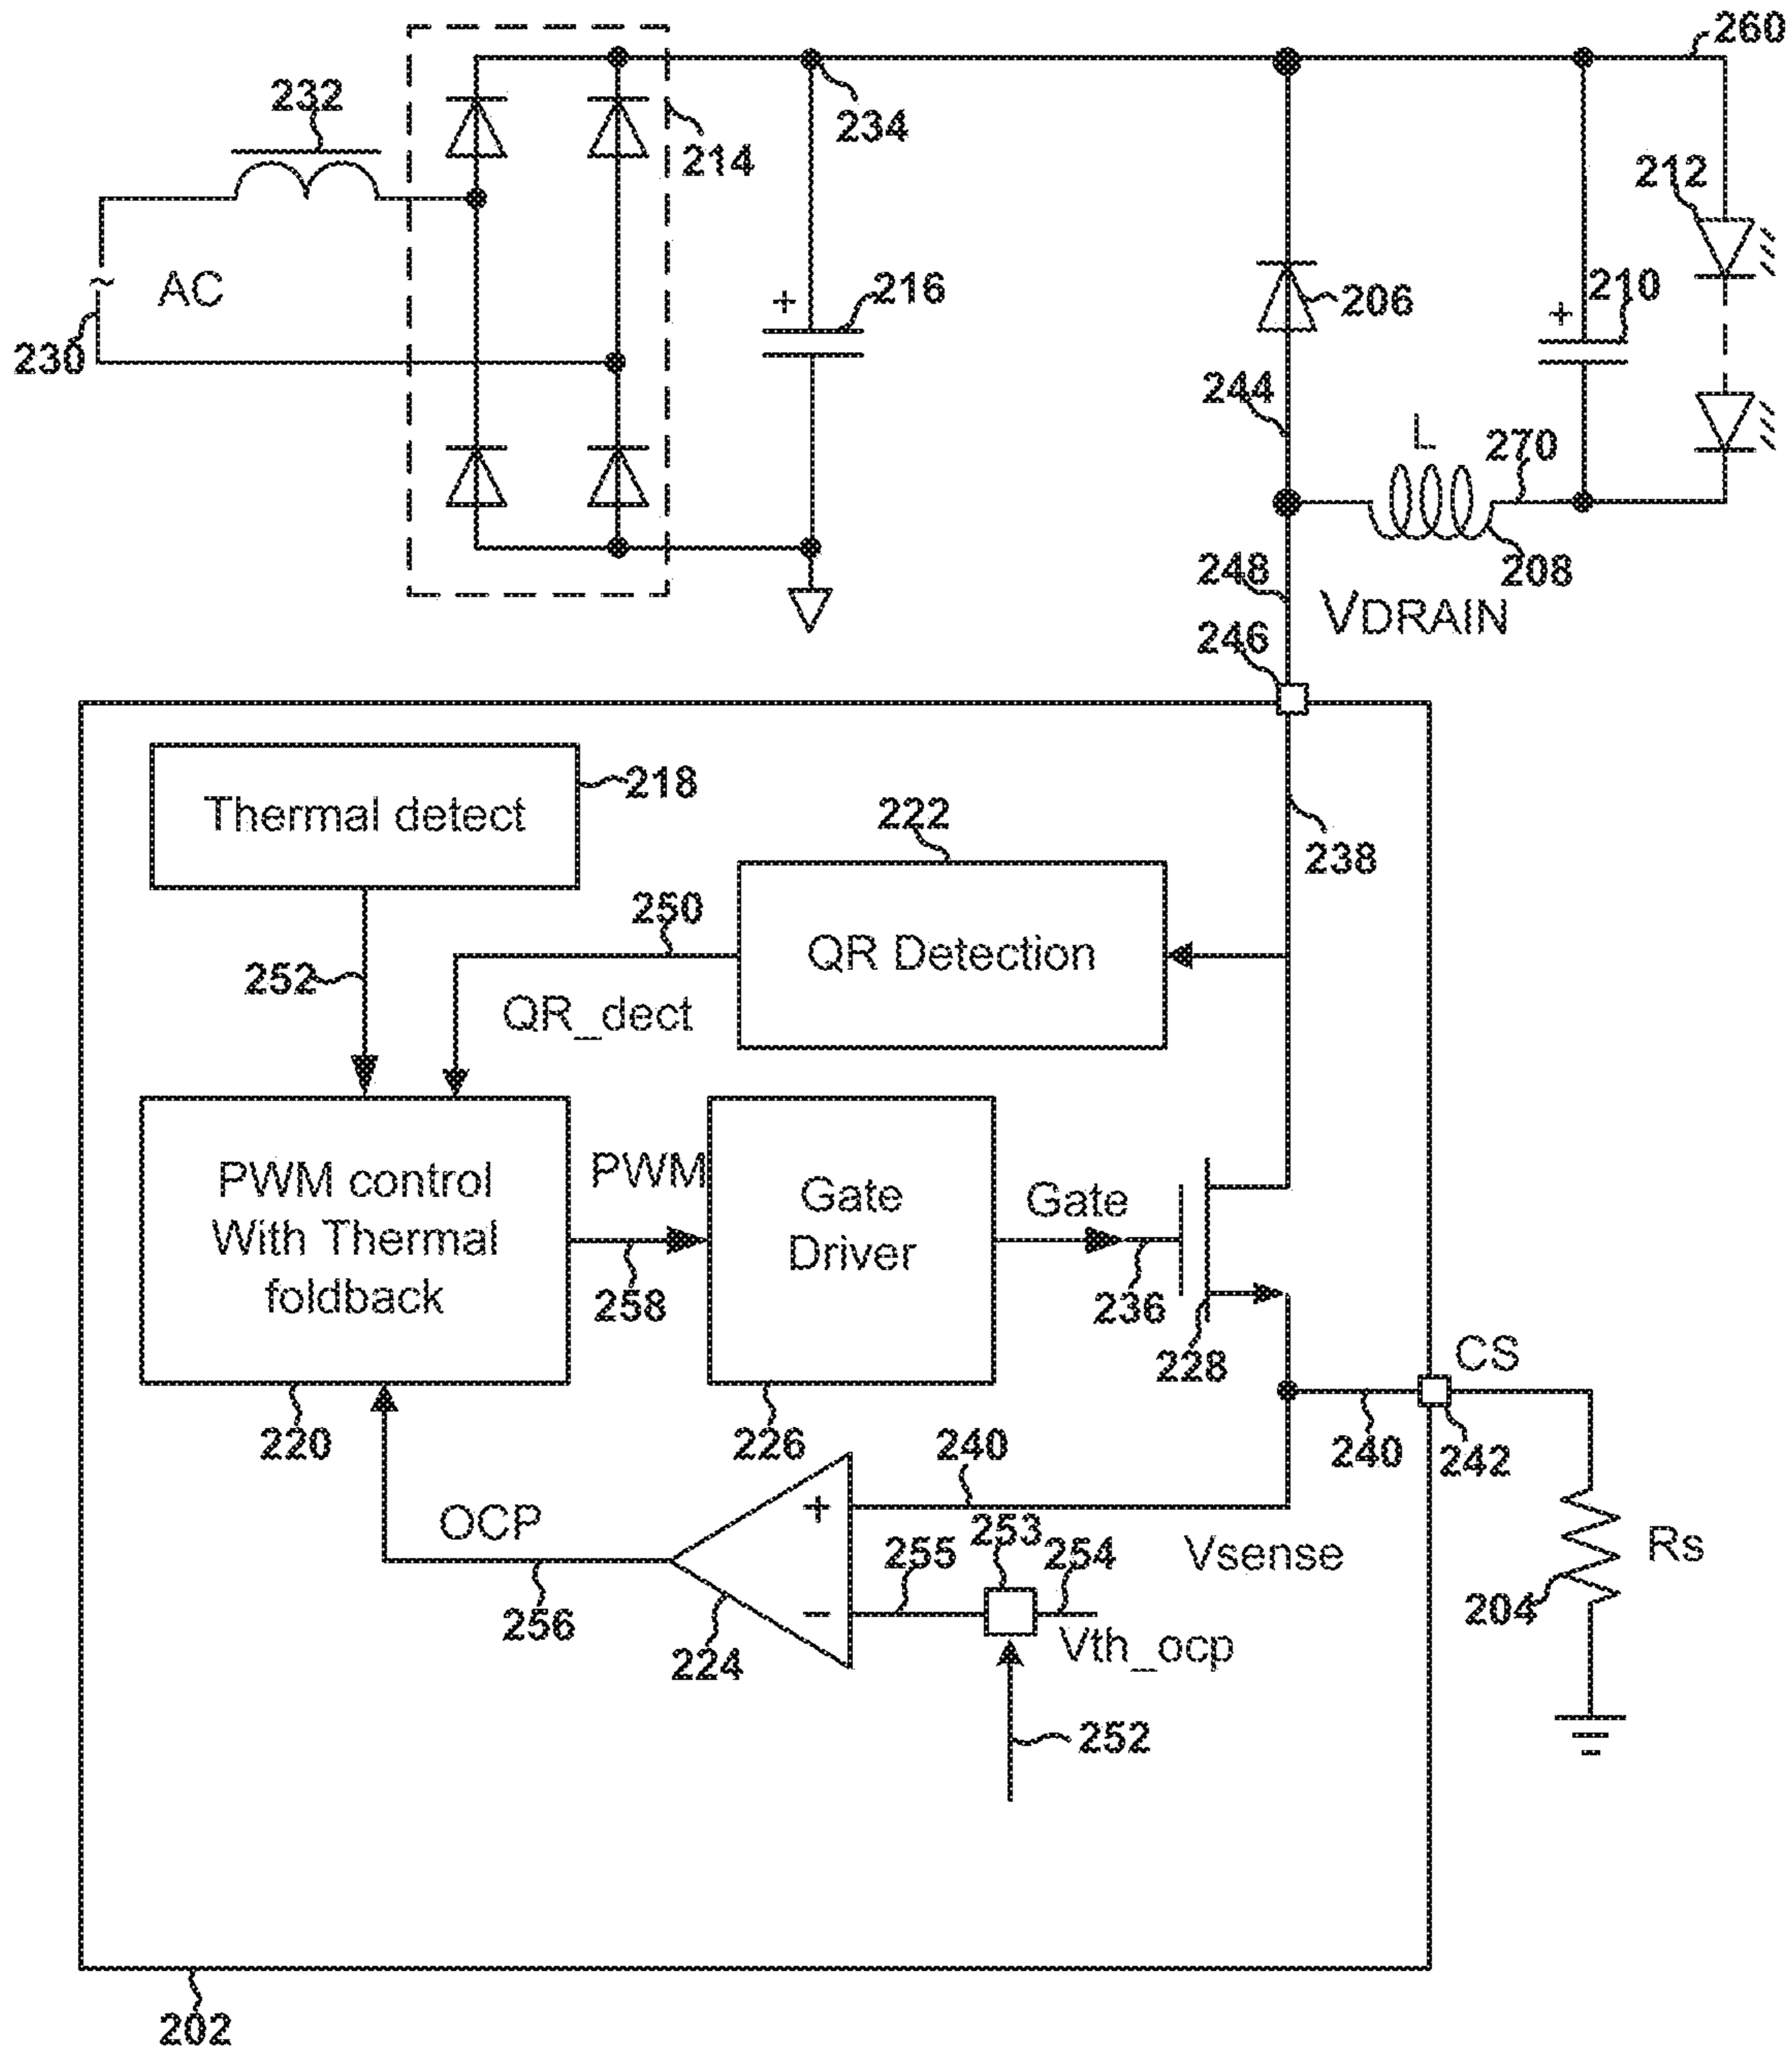 260
232
234
214
212
AC
216
206
210
230
244
L
270
248
208
VDRAIN
246
Thermal detect
218
222
238
250
252
QR Detection
QR_dect
PWM control
With Thermal
foldback
PWM
Gate
Driver
Gate
258
236
228
CS
220
226
240
240
242
OCP
+
253
255
254
Vsense
Rs
256
224
−
Vth_ocp
204
252
202
~
+
+